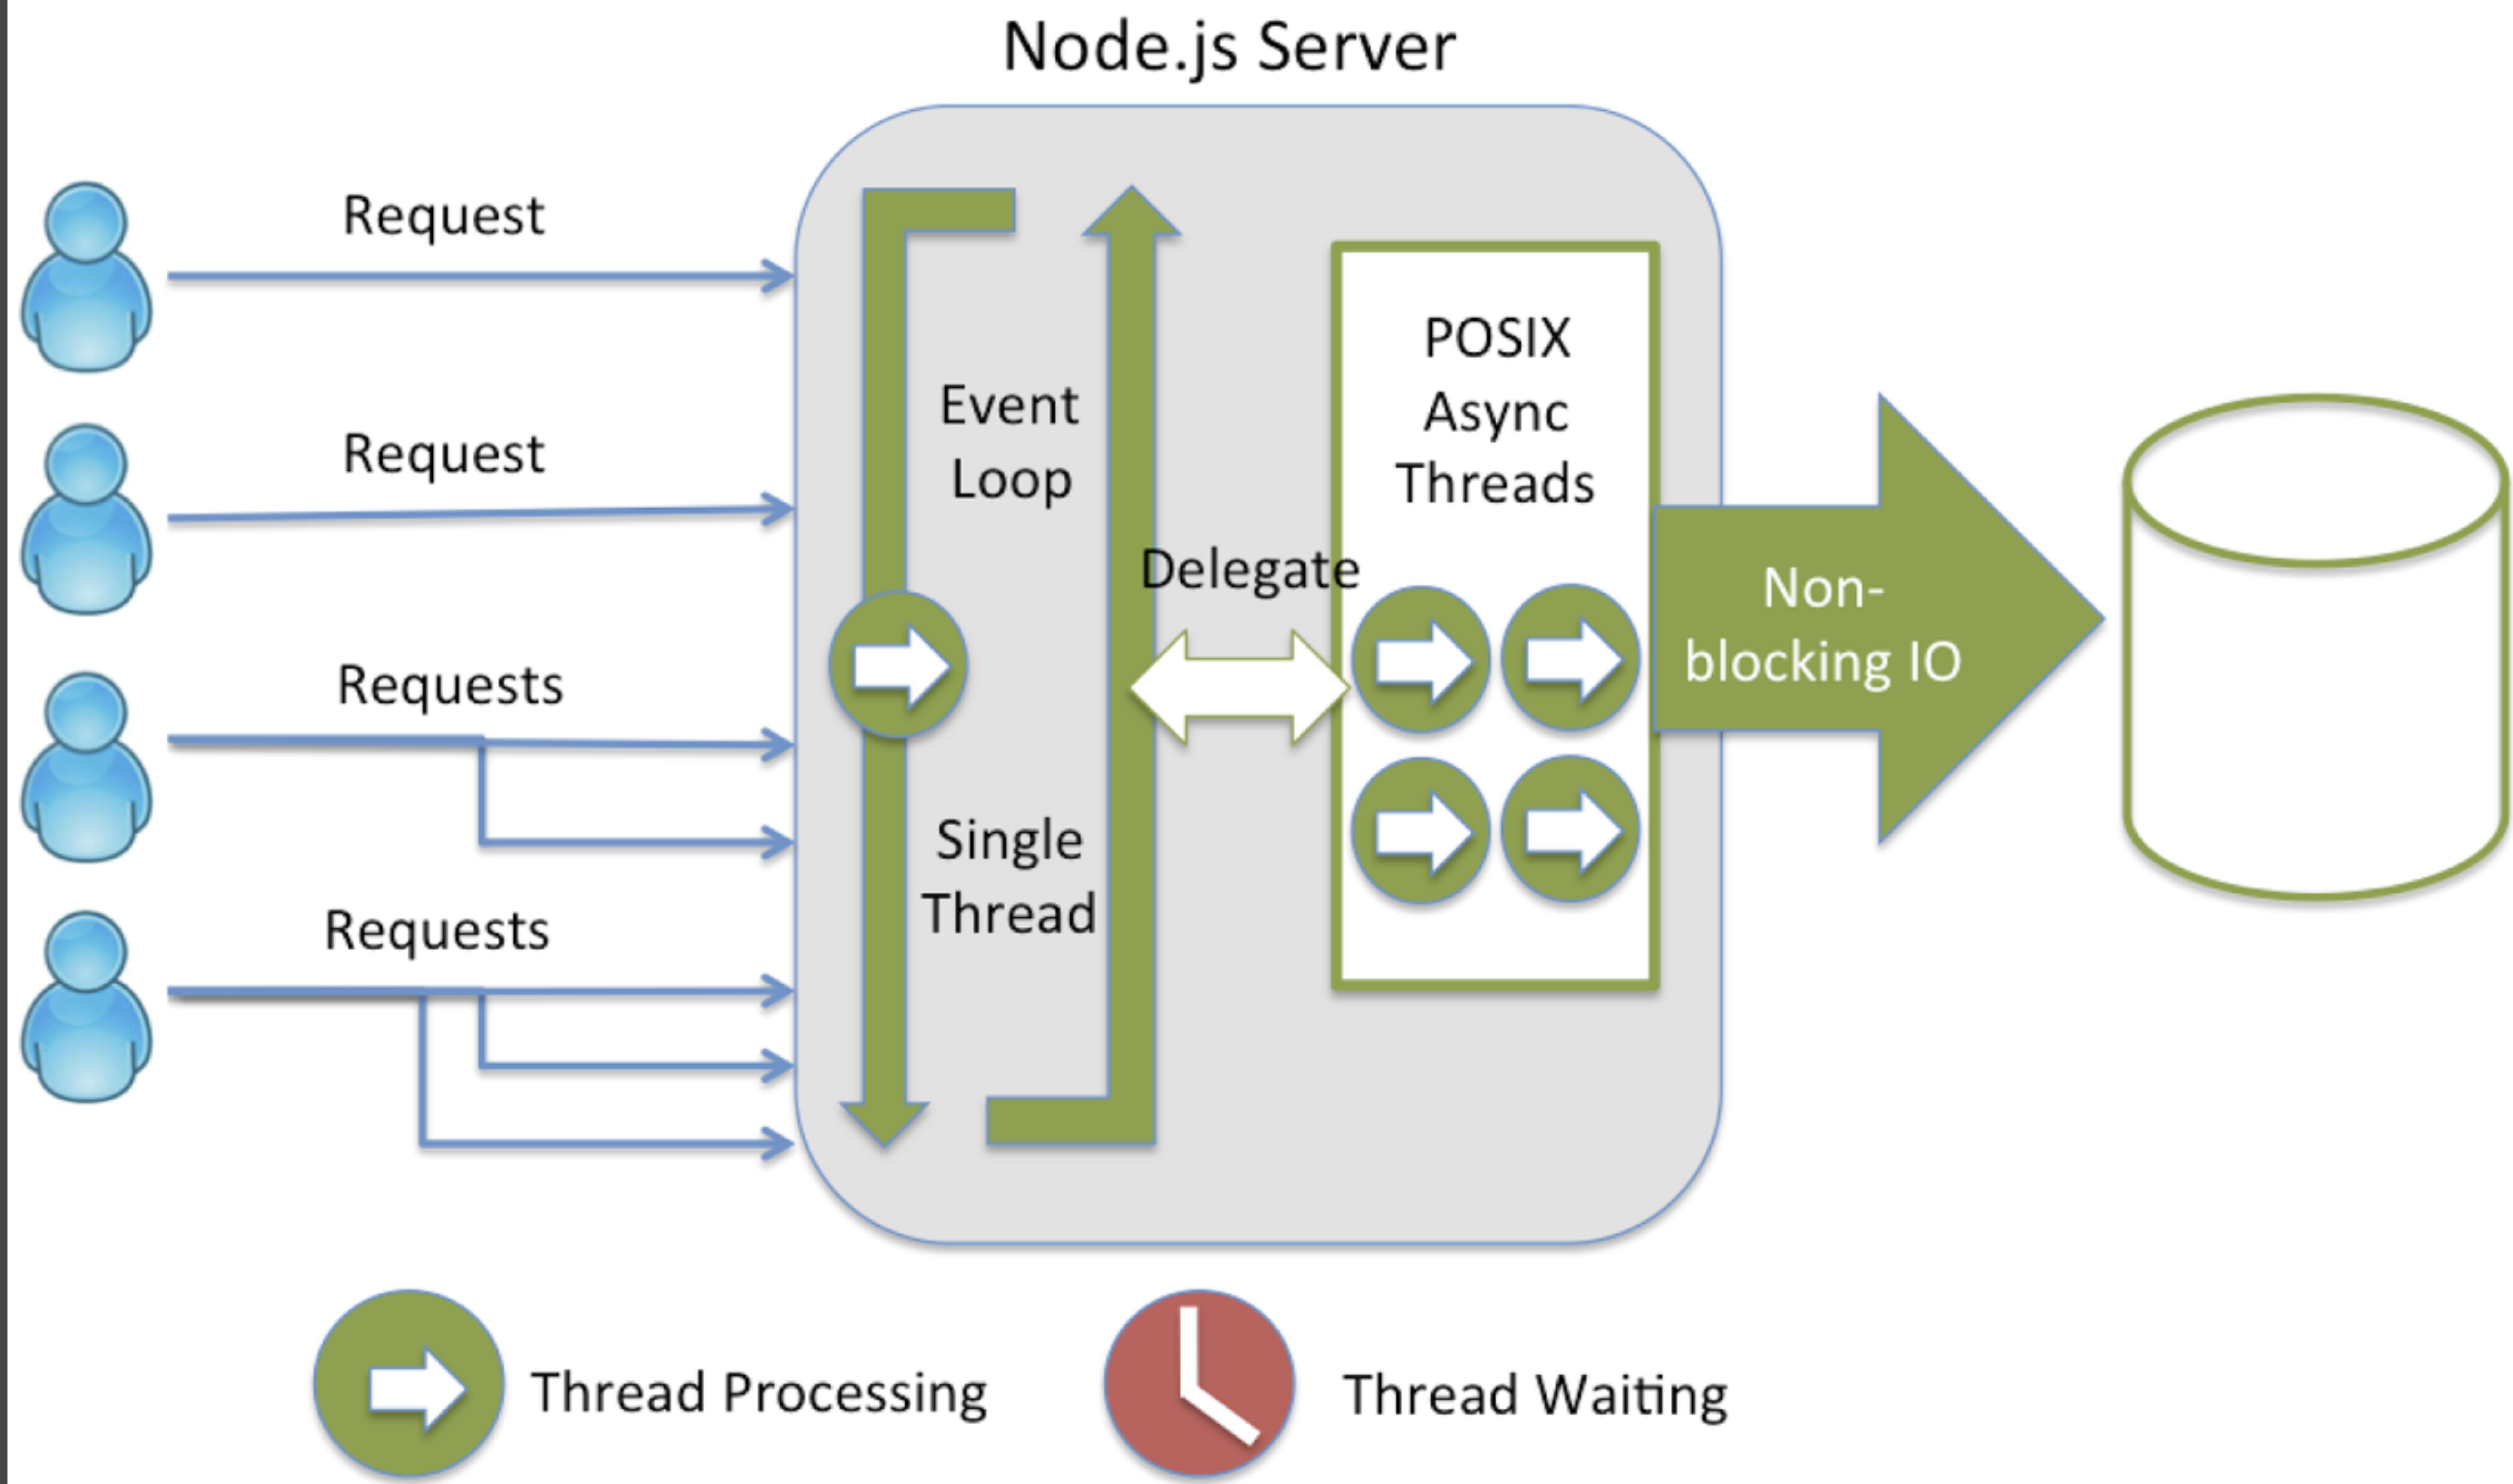 Node.js Server
Request
Request
Requests
Requests
Event
Loop
Single
Thread
Delegate
POSIX
Async
Threads
Non-
blocking IO
Thread Processing
Thread Waiting